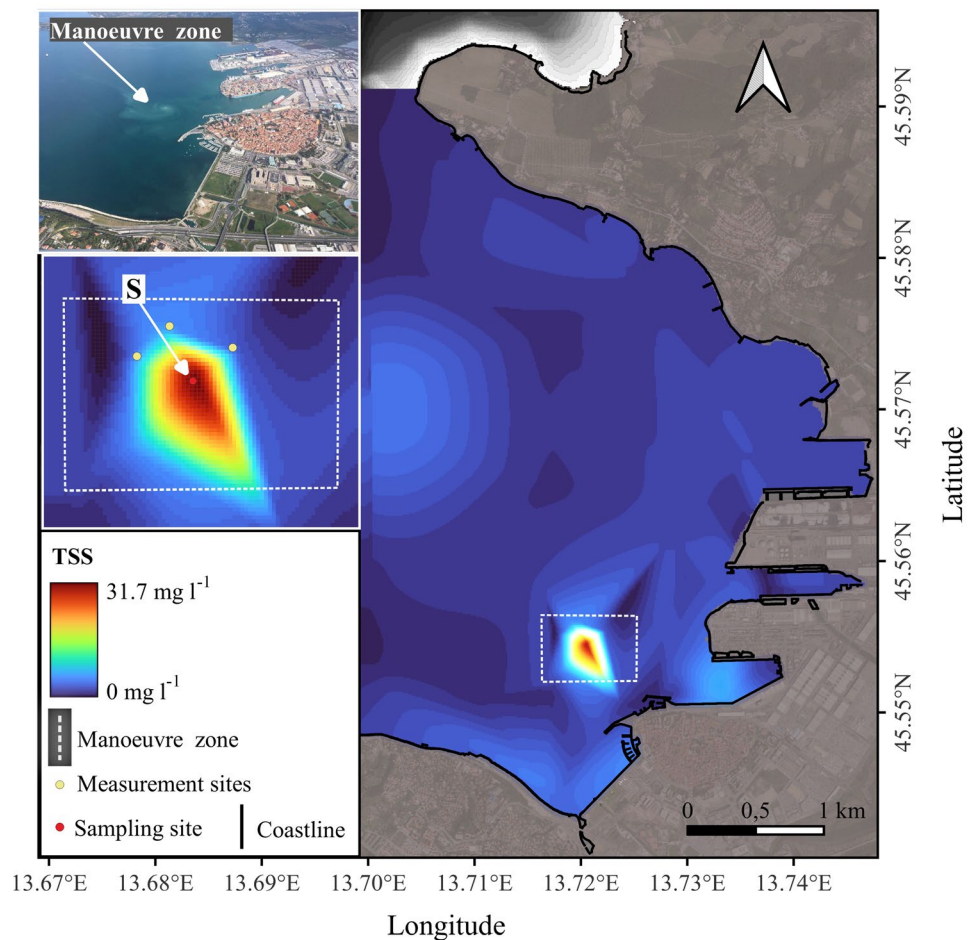 Manoeuvre zone
S
TSS
31.7 mg l⁻¹
0 mg l⁻¹
Manoeuvre zone
Measurement sites
Sampling site
Coastline
0 0,5 1 km
45.59°N
45.58°N
45.57°N
45.56°N
45.55°N
Latitude
13.67°E 13.68°E 13.69°E 13.70°E 13.71°E 13.72°E 13.73°E 13.74°E
Longitude